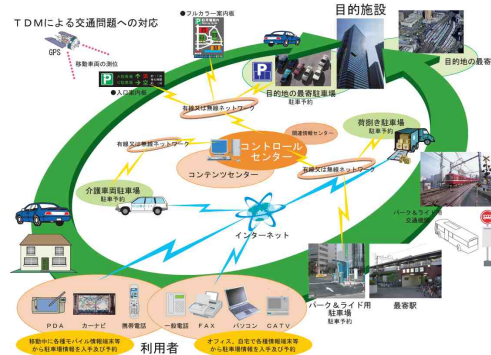 TDMによる交通問題への対応
●フルカラー案内板
目的施設
GPS
移動車両の測位
●入口案内板
目的地の最寄駅
目的地の最寄駐車場
駐車予約
有線又は無線ネットワーク
荷捌き駐車場
駐車予約
関連情報センター
有線又は無線ネットワーク
コントロール
センター
コンテンツセンター
有線又は無線ネットワーク
介護車両駐車場
駐車予約
パーク&ライド用
交通機関
インターネット
パーク&ライド用
駐車場
駐車予約
最寄駅
PDA
カーナビ
携帯電話
一般電話
FAX
パソコン
CATV
移動中に各種モバイル情報端末等
から駐車場情報を入手及び予約
利用者
オフィス、自宅で各種情報端末等
から駐車場情報を入手及び予約